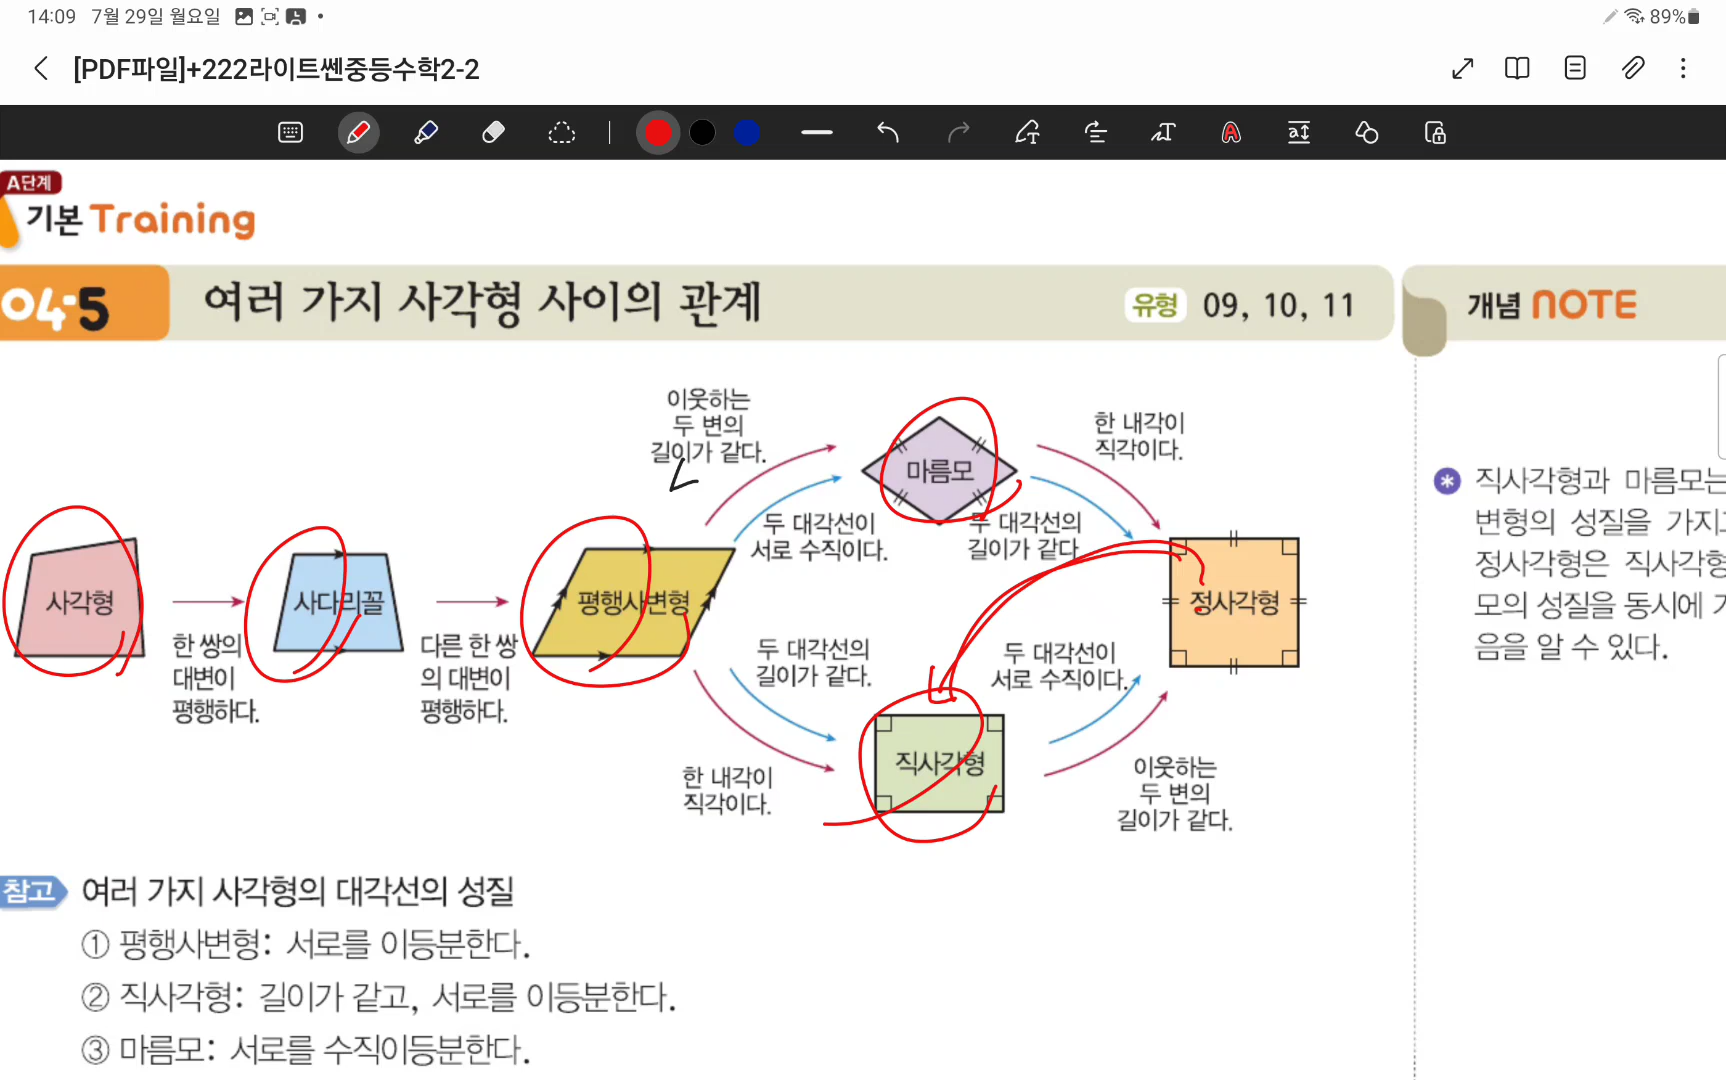 14:09 7월 29일 월요일
89%
[PDF파일]+222라이트쎈중등수학2-2
A단계
기본 Training
04-5 여러 가지 사각형 사이의 관계
유형 09, 10, 11
개념 NOTE
이웃하는
두 변의
길이가 같다.
마름모
한 내각이
직각이다.
두 대각선이
서로 수직이다.
두 대각선의
길이가 같다.
사각형
한 쌍의
대변이
평행하다.
사다리꼴
다른 한 쌍
의 대변이
평행하다.
평행사변형
정사각형
두 대각선의
길이가 같다.
두 대각선이
서로 수직이다.
한 내각이
직각이다.
직사각형
이웃하는
두 변의
길이가 같다.
참고 여러 가지 사각형의 대각선의 성질
① 평행사변형: 서로를 이등분한다.
② 직사각형: 길이가 같고, 서로를 이등분한다.
③ 마름모: 서로를 수직이등분한다.
직사각형과 마름모는
변형의 성질을 가지고
정사각형은 직사각형
모의 성질을 동시에 가
음을 알 수 있다.